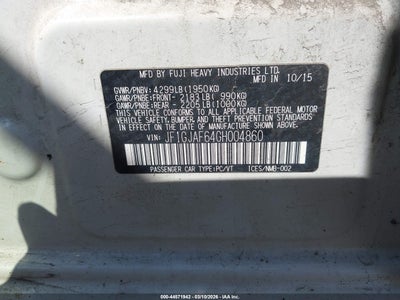 MFD BY FUJI HEAVY INDUSTRIES LTD.
GVWR/PNBV: 4299LB(1950KG) MFD IN 10/15
GAWR/PNBE:FRONT- 2183LB( 990KG)
GAWR/PNBE:REAR - 2205LB(1000KG)
THIS VEHICLE CONFORMS TO ALL APPLICABLE
FEDERAL MOTOR VEHICLE SAFETY,
BUMPER, AND THEFT PREVENTION STANDARDS
IN EFFECT ON THE DATE OF MANUFACTURE
SHOWN ABOVE.
VIN: JF1GJAF64GH004860
PASSENGER CAR TYPE:PC/VT ICES/NMB-002
000-44571942 - 03/10/2026 - IAA, Inc.